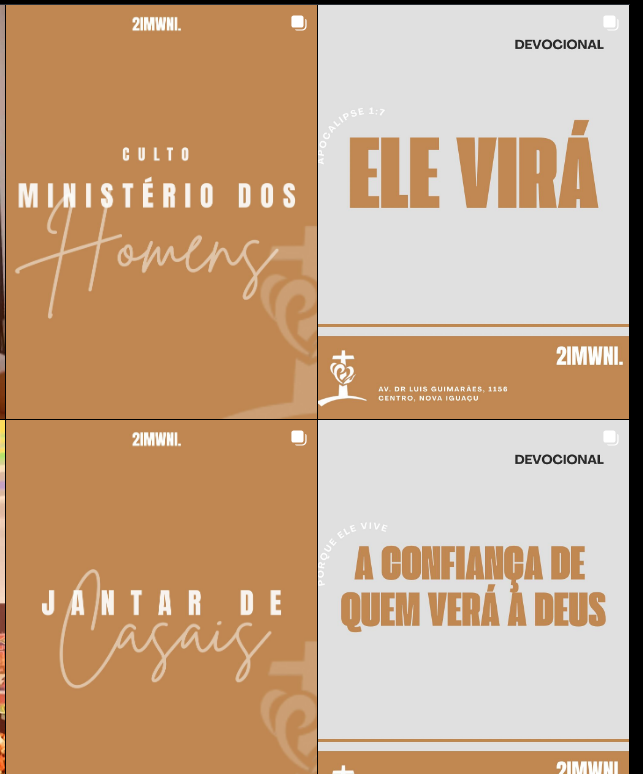 2IMWNI.
CULTO
MINISTÉRIO DOS
Homens
DEVOCIONAL
APOCALIPSE 1:7
ELE VIRÁ
2IMWNI.
AV. DR LUIS GUIMARÃES, 1156
CENTRO, NOVA IGUAÇU
2IMWNI.
JANTAR DE
Casais
DEVOCIONAL
PORQUE ELE VIVE
A CONFIANÇA DE
QUEM VERÁ À DEUS
2IMWNI.